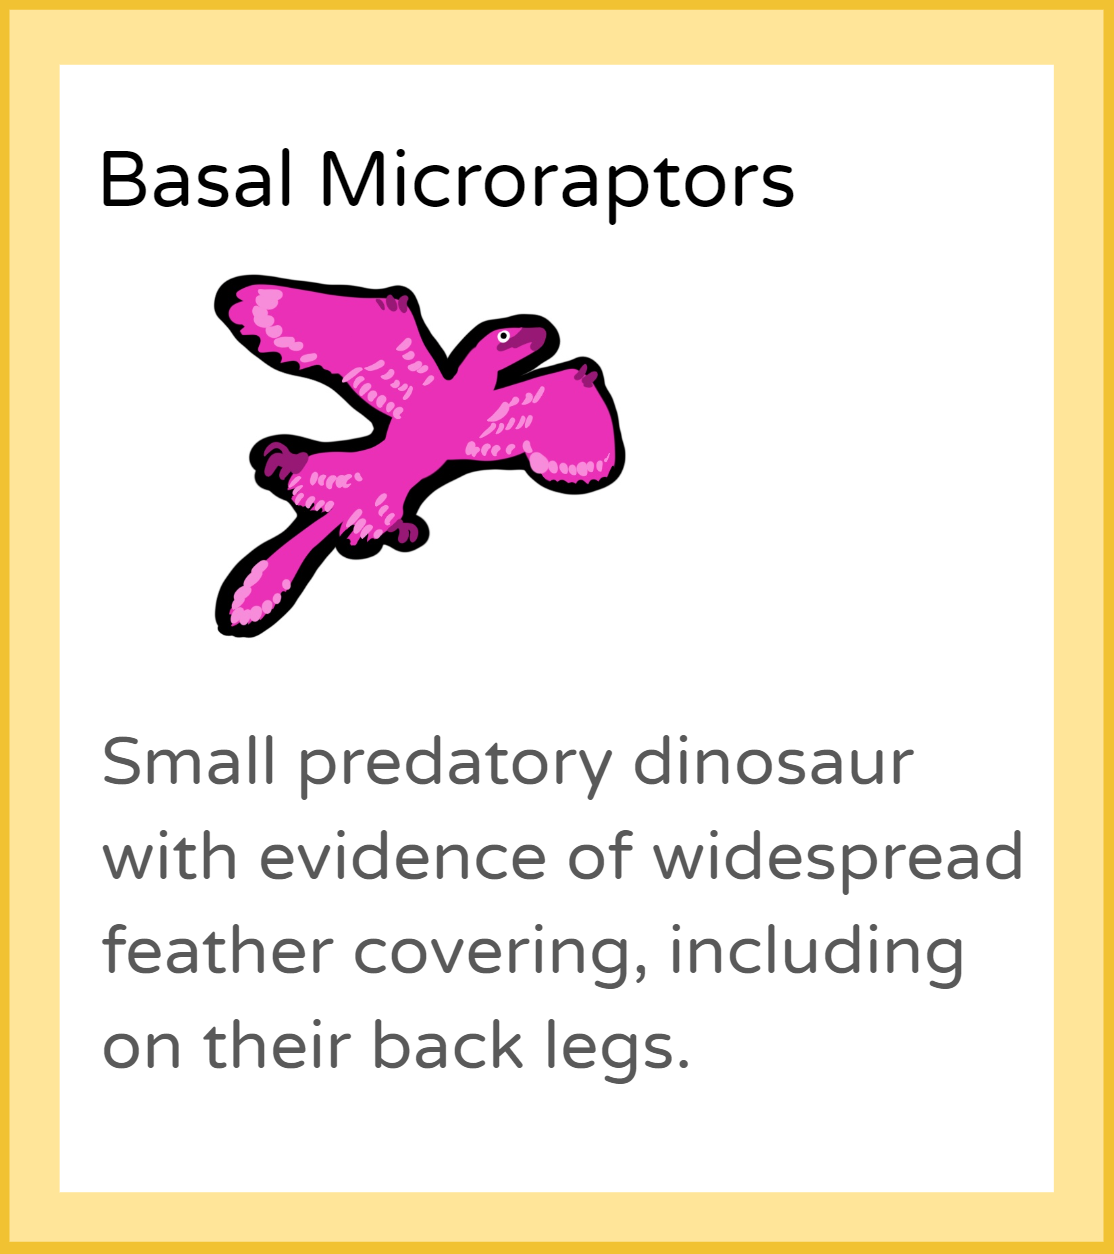 Basal Microraptors
Small predatory dinosaur
with evidence of widespread
feather covering, including
on their back legs.